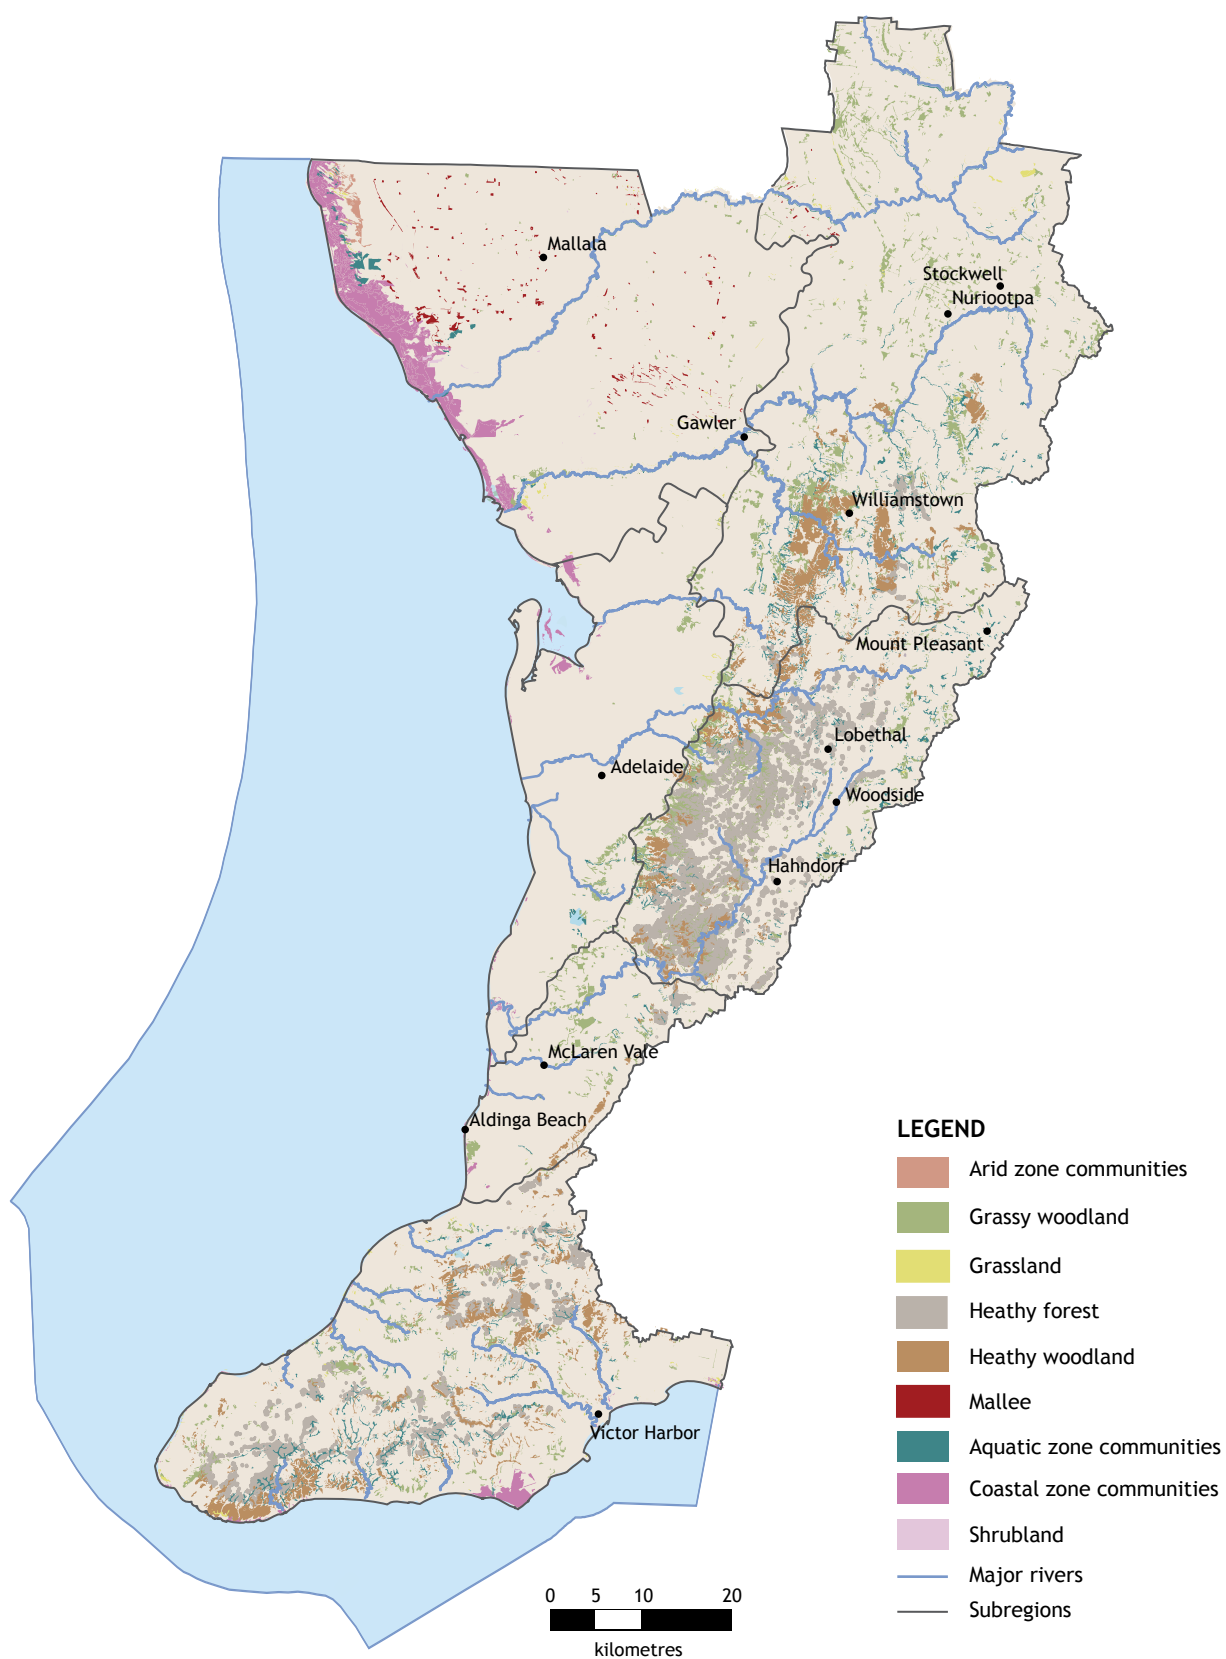 Mallala
Stockwell
Nuriootpa
Gawler
Williamstown
Mount Pleasant
Lobethal
Adelaide
Woodside
Hahndorf
McLaren Vale
Aldinga Beach
Victor Harbor
LEGEND
Arid zone communities
Grassy woodland
Grassland
Heathy forest
Heathy woodland
Mallee
Aquatic zone communities
Coastal zone communities
Shrubland
Major rivers
Subregions
0 5 10 20
kilometres